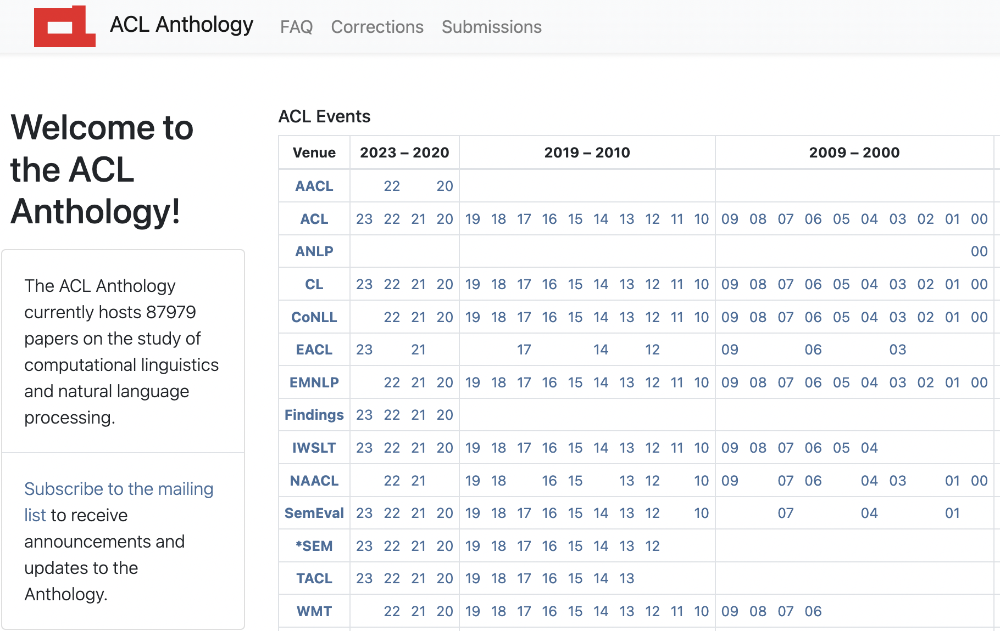 ACL Anthology FAQ Corrections Submissions
Welcome to
the ACL
Anthology!
The ACL Anthology
currently hosts 87979
papers on the study of
computational linguistics
and natural language
processing.
Subscribe to the mailing
list to receive
announcements and
updates to the
Anthology.
ACL Events
Venue 2023 – 2020 2019 – 2010 2009 – 2000
AACL 22 20
ACL 23 22 21 20 19 18 17 16 15 14 13 12 11 10 09 08 07 06 05 04 03 02 01 00
ANLP 00
CL 23 22 21 20 19 18 17 16 15 14 13 12 11 10 09 08 07 06 05 04 03 02 01 00
CoNLL 22 21 20 19 18 17 16 15 14 13 12 11 10 09 08 07 06 05 04 03 02 01 00
EACL 23 21 17 14 12 09 06 03
EMNLP 22 21 20 19 18 17 16 15 14 13 12 11 10 09 08 07 06 05 04 03 02 01 00
Findings 23 22 21 20
IWSLT 23 22 21 20 19 18 17 16 15 14 13 12 11 10 09 08 07 06 05 04
NAACL 22 21 19 18 16 15 13 12 10 09 07 06 04 03 01 00
SemEval 23 22 21 20 19 18 17 16 15 14 13 12 10 07 04 01
*SEM 23 22 21 20 19 18 17 16 15 14 13 12
TACL 23 22 21 20 19 18 17 16 15 14 13
WMT 22 21 20 19 18 17 16 15 14 13 12 11 10 09 08 07 06